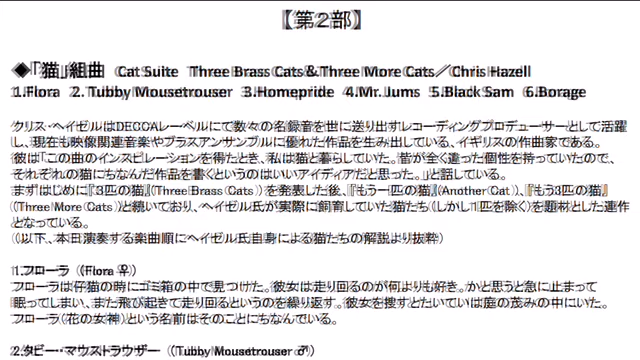 【第２部】
◆「猫」組曲 Cat Suite Three Brass Cats＆Three More Cats／Chris Hazell
1.Flora 2. Tubby Mousetrouser 3.Homepride 4.Mr. Jums 5.Black Sam 6.Borage
クリス・ヘイゼルはDECCAレーベルにて数々の名録音を世に送り出すレコーディングプロデューサーとして活躍
し、現在も映像関連音楽やブラスアンサンブルに優れた作品を生み出している、イギリスの作曲家である。
彼は「この曲のインスピレーションを得たとき、私は猫と暮らしていた。皆が全く違った個性を持っていたので、
それぞれの猫にちなんだ作品を書くというのはいいアイディアだと思った。」と話している。
まずはじめに『３匹の猫』(Three Brass Cats)を発表した後、『もう一匹の猫』(Another Cat)、『もう3匹の猫』
(Three More Cats)と続いており、ヘイゼル氏が実際に飼育していた猫たち(しかし1匹を除く)を題材とした連作
となっている。
(以下、本日演奏する楽曲順にヘイゼル氏自身による猫たちの解説より抜粋)
1.フローラ (Flora ♀)
フローラは仔猫の時にゴミ箱の中で見つけた。彼女は走り回るのが何よりも好き。かと思うと急に止まって
眠ってしまい、また飛び起きて走り回るというのを繰り返す。彼女を捜すとたいていは庭の茂みの中にいた。
フローラ(花の女神)という名前はそのことにちなんでいる。
2.タビー・マウストラウザー (Tubby Mousetrouser ♂)